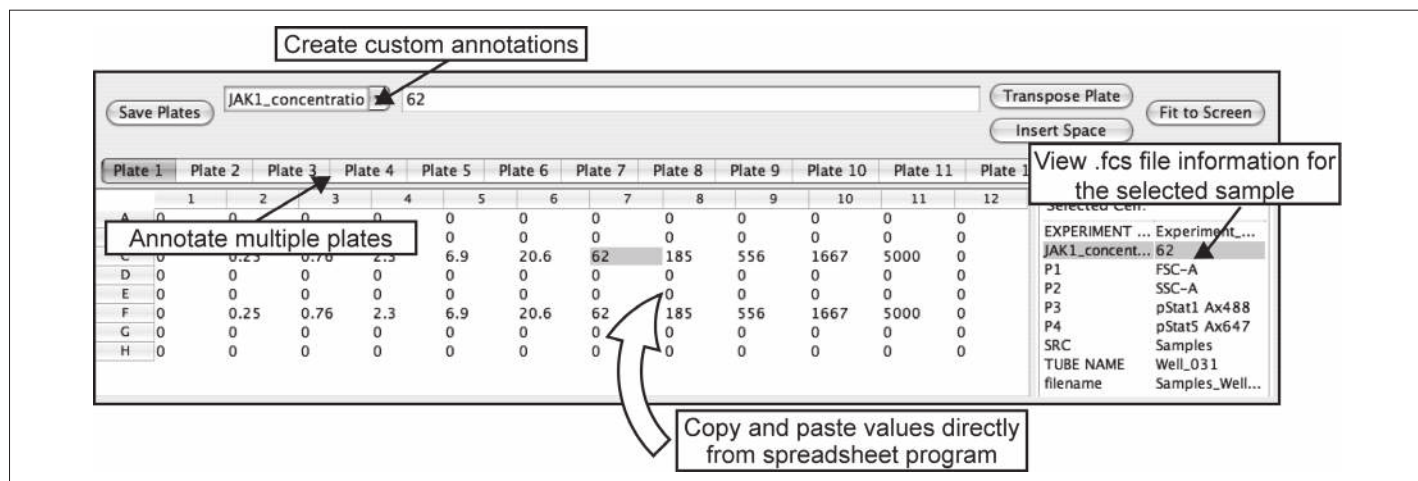 Create custom annotations
Save Plates JAK1_concentratio 62 Transpose Plate Fit to Screen
Insert Space
Plate 1 Plate 2 Plate 3 Plate 4 Plate 5 Plate 6 Plate 7 Plate 8 Plate 9 Plate 10 Plate 11 Plate 1
View .fcs file information for
the selected sample
1 2 3 4 5 6 7 8 9 10 11 12
A 0 0 0 0 0 0 0 0 0 0 0 0
Annotate multiple plates
0 0 0 0 0 0 0 0
C 0 0.25 0.76 2.3 6.9 20.6 62 185 556 1667 5000 0
D 0 0 0 0 0 0 0 0 0 0 0 0
E 0 0 0 0 0 0 0 0 0 0 0 0
F 0 0.25 0.76 2.3 6.9 20.6 62 185 556 1667 5000 0
G 0 0 0 0 0 0 0 0 0 0 0 0
H 0 0 0 0 0 0 0 0 0 0 0 0
Selected Cell:
EXPERIMENT ... Experiment_...
JAK1_concent... 62
P1 FSC-A
P2 SSC-A
P3 pStat1 Ax488
P4 pStat5 Ax647
SRC Samples
TUBE NAME Well_031
filename Samples_Well...
Copy and paste values directly
from spreadsheet program